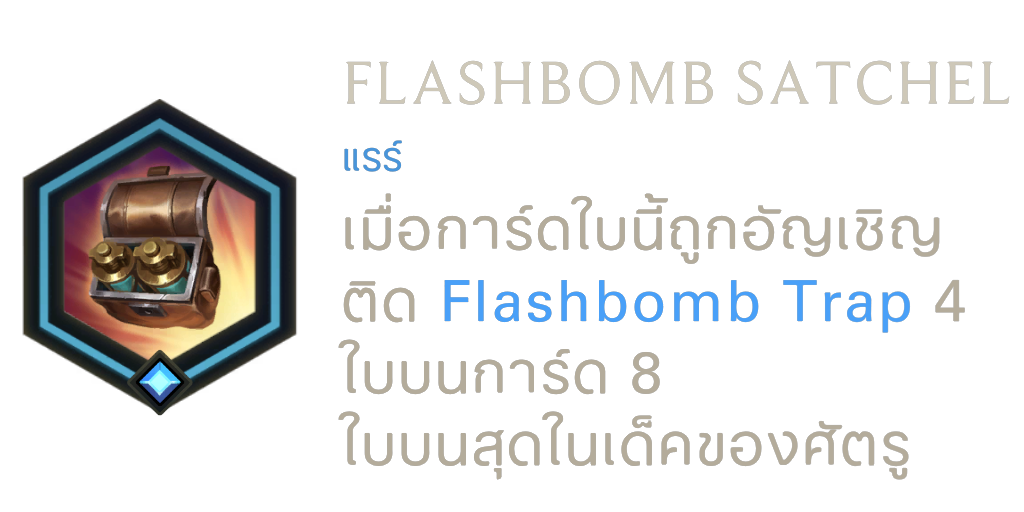 FLASHBOMB SATCHEL
แรร์
เมื่อการ์ดใบนี้ถูกอัญเชิญ
ติด Flashbomb Trap 4
ใบบนการ์ด 8
ใบบนสุดในเด็คของศัตรู